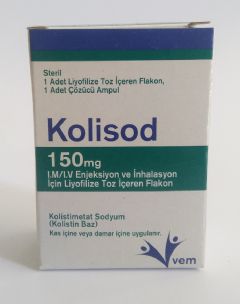 Steril
1 Adet Liyofilize Toz İçeren Flakon,
1 Adet Çözücü Ampul
Kolisod
150mg
I.M/I.V Enjeksiyon ve İnhalasyon
İçin Liyofilize Toz İçeren Flakon
Kolistimetat Sodyum
(Kolistin Baz)
Kas içine veya damar içine uygulanır.
vem